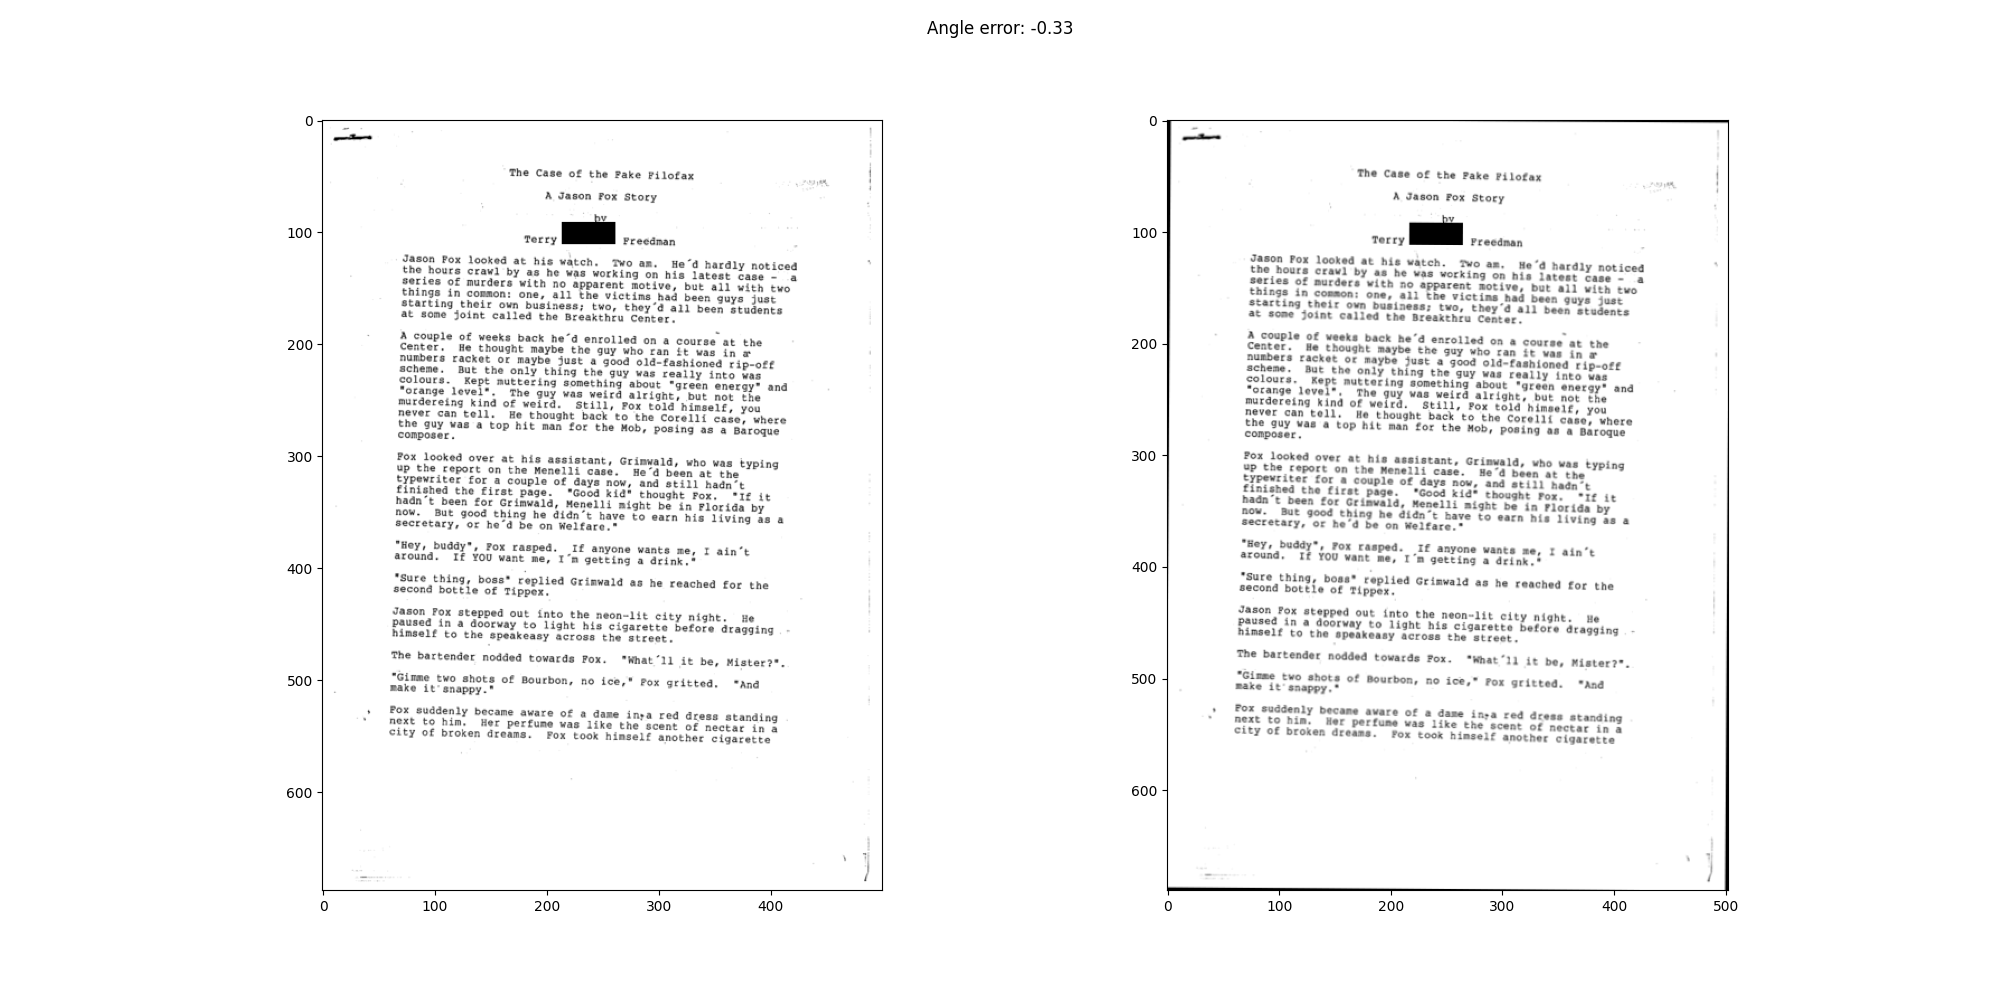 Angle error: -0.33
0
100
200
300
400
500
600
0 100 200 300 400
The Case of the Fake Filofax
A Jason Fox Story
by
Terry Freedman
Jason Fox looked at his watch. Two am. He´d hardly noticed
the hours crawl by as he was working on his latest case - a
series of murders with no apparent motive, but all with two
things in common: one, all the victims had been guys just
starting their own business; two, they´d all been students
at some joint called the Breakthru Center.
A couple of weeks back he´d enrolled on a course at the
Center. He thought maybe the guy who ran it was in a
numbers racket or maybe just a good old-fashioned rip-off
scheme. But the only thing the guy was really into was
colours. Kept muttering something about "green energy" and
"orange level". The guy was weird alright, but not the
murdereing kind of weird. Still, Fox told himself, you
never can tell. He thought back to the Corelli case, where
the guy was a top hit man for the Mob, posing as a Baroque
composer.
Fox looked over at his assistant, Grimwald, who was typing
up the report on the Menelli case. He´d been at the
typewriter for a couple of days now, and still hadn´t
finished the first page. "Good kid" thought Fox. "If it
hadn´t been for Grimwald, Menelli might be in Florida by
now. But good thing he didn´t have to earn his living as a
secretary, or he´d be on Welfare."
"Hey, buddy", Fox rasped. If anyone wants me, I ain´t
around. If YOU want me, I´m getting a drink."
"Sure thing, boss" replied Grimwald as he reached for the
second bottle of Tippex.
Jason Fox stepped out into the neon-lit city night. He
paused in a doorway to light his cigarette before dragging
himself to the speakeasy across the street.
The bartender nodded towards Fox. "What´ll it be, Mister?".
"Gimme two shots of Bourbon, no ice," Fox gritted. "And
make it snappy."
Fox suddenly became aware of a dame in a red dress standing
next to him. Her perfume was like the scent of nectar in a
city of broken dreams. Fox took himself another cigarette
0
100
200
300
400
500
600
0 100 200 300 400 500
The Case of the Fake Filofax
A Jason Fox Story
by
Terry Freedman
Jason Fox looked at his watch. Two am. He´d hardly noticed
the hours crawl by as he was working on his latest case - a
series of murders with no apparent motive, but all with two
things in common: one, all the victims had been guys just
starting their own business; two, they´d all been students
at some joint called the Breakthru Center.
A couple of weeks back he´d enrolled on a course at the
Center. He thought maybe the guy who ran it was in a
numbers racket or maybe just a good old-fashioned rip-off
scheme. But the only thing the guy was really into was
colours. Kept muttering something about "green energy" and
"orange level". The guy was weird alright, but not the
murdereing kind of weird. Still, Fox told himself, you
never can tell. He thought back to the Corelli case, where
the guy was a top hit man for the Mob, posing as a Baroque
composer.
Fox looked over at his assistant, Grimwald, who was typing
up the report on the Menelli case. He´d been at the
typewriter for a couple of days now, and still hadn´t
finished the first page. "Good kid" thought Fox. "If it
hadn´t been for Grimwald, Menelli might be in Florida by
now. But good thing he didn´t have to earn his living as a
secretary, or he´d be on Welfare."
"Hey, buddy", Fox rasped. If anyone wants me, I ain´t
around. If YOU want me, I´m getting a drink."
"Sure thing, boss" replied Grimwald as he reached for the
second bottle of Tippex.
Jason Fox stepped out into the neon-lit city night. He
paused in a doorway to light his cigarette before dragging
himself to the speakeasy across the street.
The bartender nodded towards Fox. "What´ll it be, Mister?".
"Gimme two shots of Bourbon, no ice," Fox gritted. "And
make it snappy."
Fox suddenly became aware of a dame in a red dress standing
next to him. Her perfume was like the scent of nectar in a
city of broken dreams. Fox took himself another cigarette